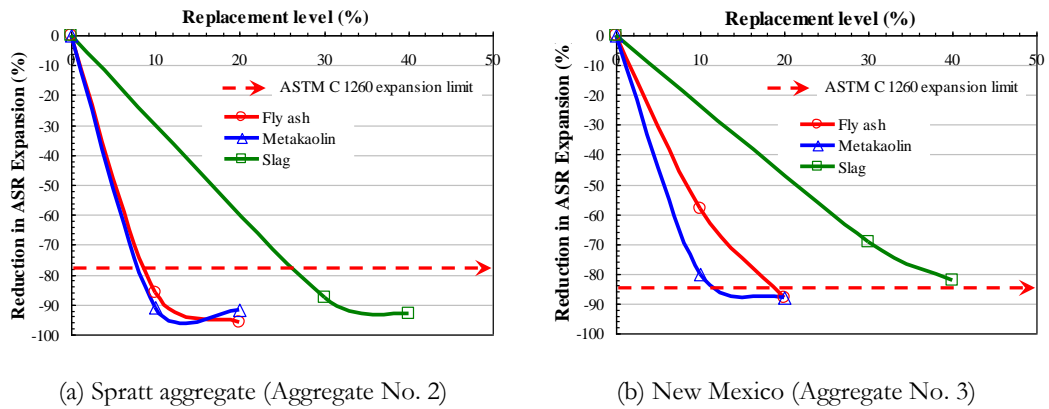 Replacement level (%)
0 10 20 30 40 50
0
-10
-20
-30
-40
-50
-60
-70
-80
-90
-100
Reduction in ASR Expansion (%)
ASTM C 1260 expansion limit
Fly ash
Metakaolin
Slag
(a) Spratt aggregate (Aggregate No. 2)
Replacement level (%)
0 10 20 30 40 50
0
-10
-20
-30
-40
-50
-60
-70
-80
-90
-100
Reduction in ASR Expansion (%
ASTM C 1260 expansion limit
Fly ash
Metakaolin
Slag
(b) New Mexico (Aggregate No. 3)